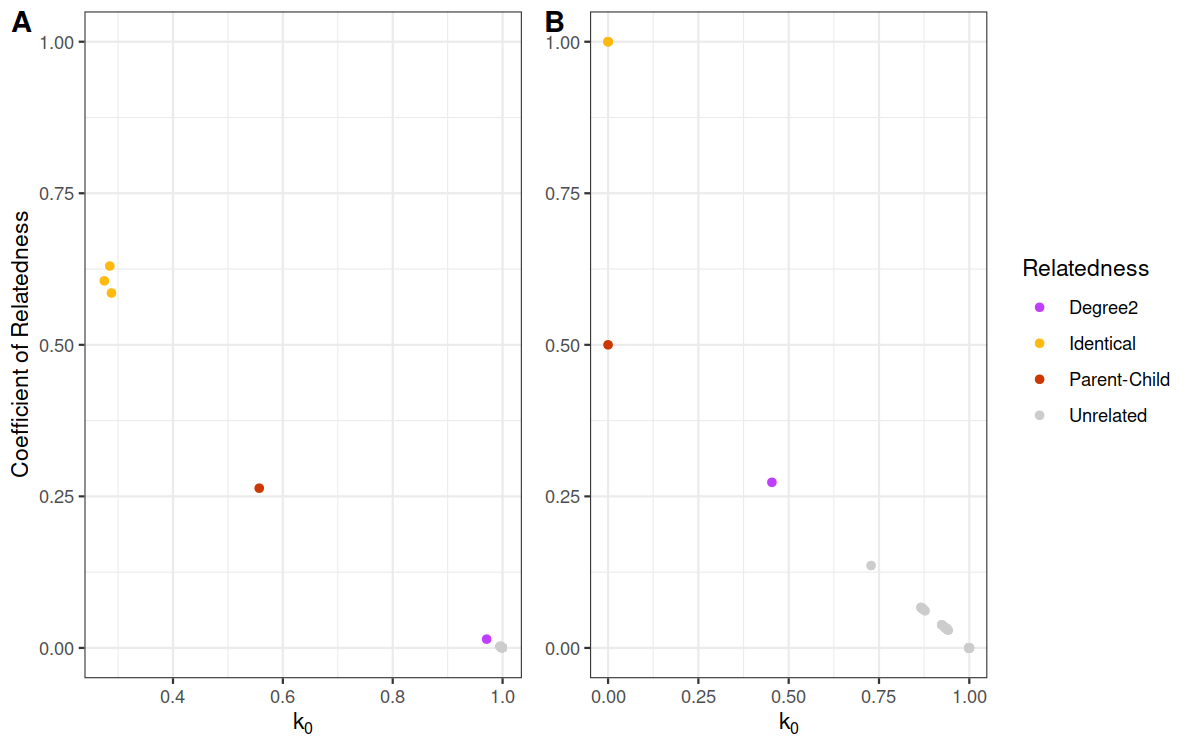 A
B
Coefficient of Relatedness
1.00
0.75
0.50
0.25
0.00
0.4 0.6 0.8 1.0
k0
1.00
0.75
0.50
0.25
0.00
0.00 0.25 0.50 0.75 1.00
k0
Relatedness
Degree2
Identical
Parent-Child
Unrelated